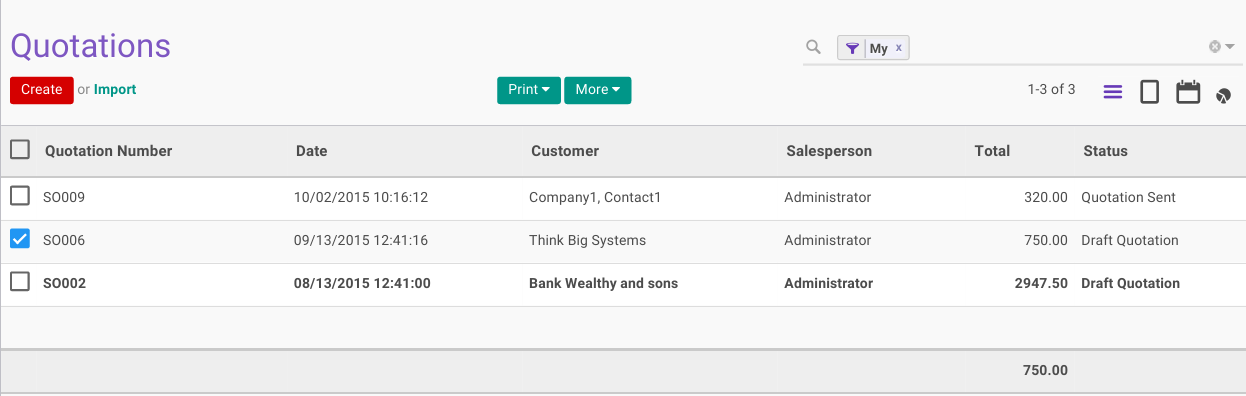 Quotations
My x
Create or Import
Print More
1-3 of 3
Quotation Number Date Customer Salesperson Total Status
SO009 10/02/2015 10:16:12 Company1, Contact1 Administrator 320.00 Quotation Sent
SO006 09/13/2015 12:41:16 Think Big Systems Administrator 750.00 Draft Quotation
SO002 08/13/2015 12:41:00 Bank Wealthy and sons Administrator 2947.50 Draft Quotation
750.00